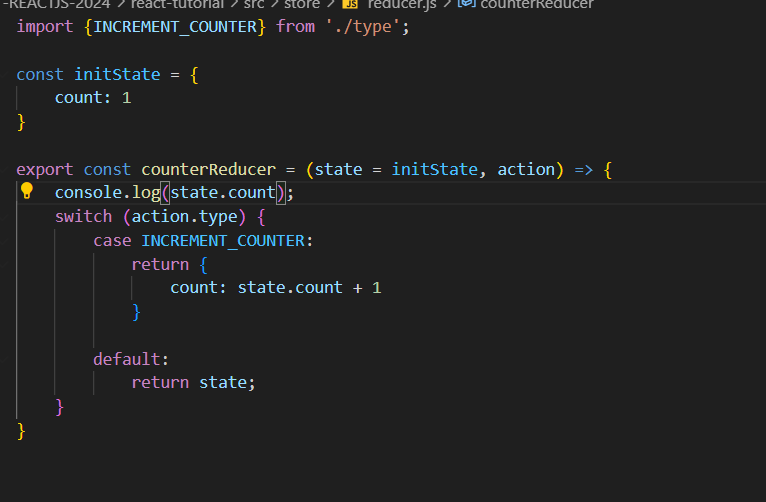 -REACTJS-2024 > react-tutorial > src > store > JS reducer.js > counterReducer
import {INCREMENT_COUNTER} from './type';
const initState = {
    count: 1
}
export const counterReducer = (state = initState, action) => {
    console.log(state.count);
    switch (action.type) {
        case INCREMENT_COUNTER:
            return {
                count: state.count + 1
            }
        default:
            return state;
    }
}